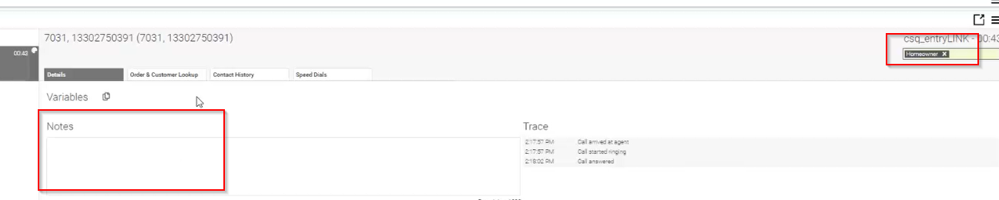 7031, 13302750391 (7031, 13302750391)
csq_entryLINK - 00:43
00:43
Homeowner x
Details
Order & Customer Lookup
Contact History
Speed Dials
Variables
Notes
Trace
2:17:57 PM Call arrived at agent
2:17:57 PM Call started ringing
2:18:02 PM Call answered